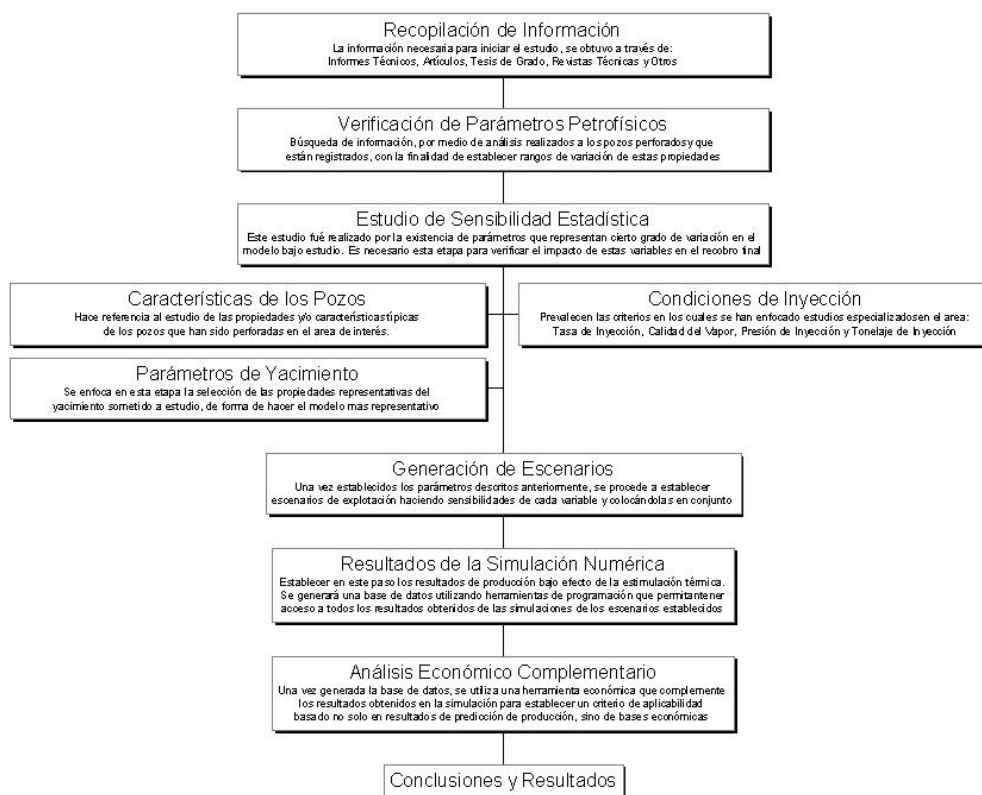 Recopilación de Información
La información necesaria para iniciar el estudio, se obtuvo a través de:
Informes Técnicos, Artículos, Tesis de Grado, Revistas Técnicas y Otros
Verificación de Parámetros Petrofísicos
Búsqueda de información, por medio de análisis realizados a los pozos perforados y que
están registrados, con la finalidad de establecer rangos de variación de estas propiedades
Estudio de Sensibilidad Estadística
Este estudio fué realizado por la existencia de parámetros que representan cierto grado de variación en el
modelo bajo estudio. Es necesario esta etapa para verificar el impacto de estas variables en el recobro final
Características de los Pozos
Hace referencia al estudio de las propiedades y/o características típicas
de los pozos que han sido perforadas en el area de interés.
Condiciones de Inyección
Prevalecen las criterios en los cuales se han enfocado estudios especializadosen el area:
Tasa de Inyección, Calidad del Vapor, Presión de Inyección y Tonelaje de Inyección
Parámetros de Yacimiento
Se enfoca en esta etapa la selección de las propiedades representativas del
yacimiento sometido a estudio, de forma de hacer el modelo mas representativo
Generación de Escenarios
Una vez establecidos los parámetros descritos anteriormente, se procede a establecer
escenarios de explotación haciendo sensibilidades de cada variable y colocándolas en conjunto
Resultados de la Simulación Numérica
Establecer en este paso los resultados de producción bajo efecto de la estimulación térmica.
Se generará una base de datos utilizando herramientas de programación que permitantener
acceso a todos los resultados obtenidos de las simulaciones de los escenarios establecidos
Análisis Económico Complementario
Una vez generada la base de datos, se utiliza una herramienta económica que complemente
los resultados obtenidos en la simulación para establecer un criterio de aplicabilidad
basado no solo en resultados de predicción de producción, sino de bases económicas
Conclusiones y Resultados